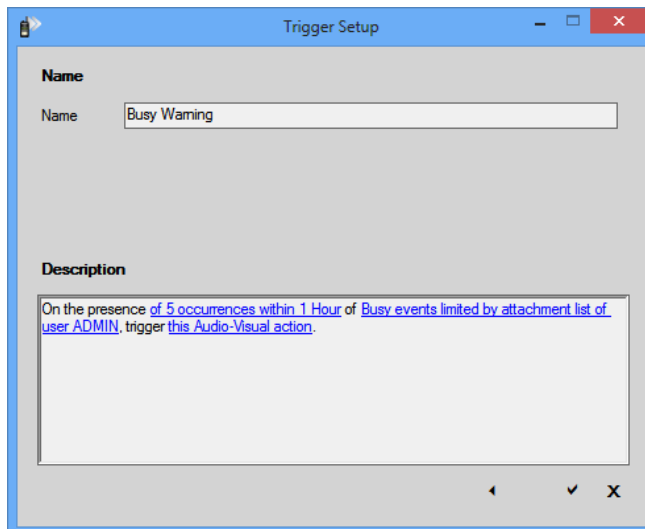 Trigger Setup
Name
Name
Busy Warning
Description
On the presence of 5 occurrences within 1 Hour of Busy events limited by attachment list of
user ADMIN, trigger this Audio-Visual action.